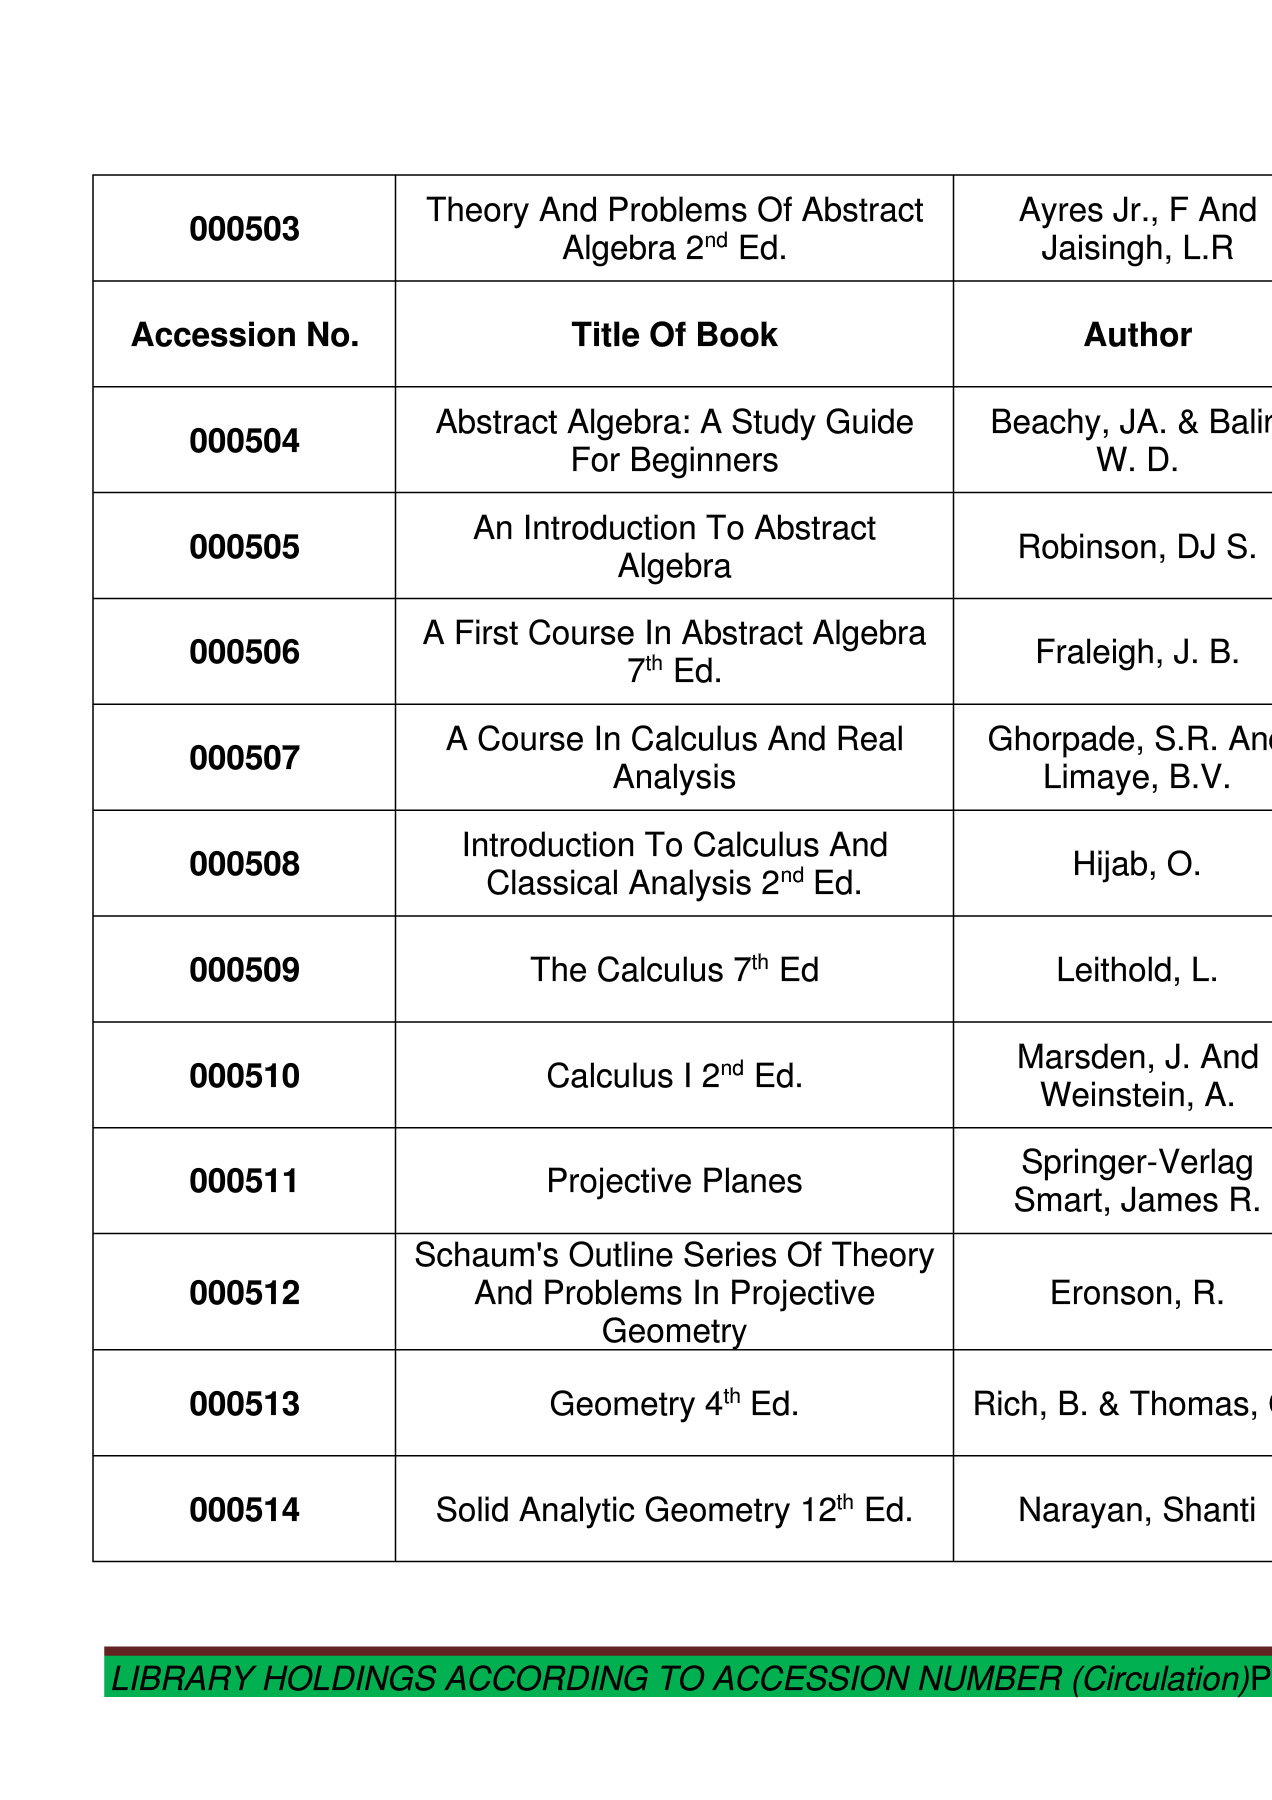 000503
Theory And Problems Of Abstract
Algebra 2nd Ed.
Ayres Jr., F And
Jaisingh, L.R
Accession No.
Title Of Book
Author
000504
Abstract Algebra: A Study Guide
For Beginners
Beachy, JA. &
W. D.
000505
An Introduction To Abstract
Algebra
Robinson, DJ S.
000506
A First Course In Abstract Algebra
7th Ed.
Fraleigh, J. B.
000507
A Course In Calculus And Real
Analysis
Ghorpade, S.R. And
Limaye, B.V.
000508
Introduction To Calculus And
Classical Analysis 2nd Ed.
Hijab, O.
000509
The Calculus 7th Ed
Leithold, L.
000510
Calculus I 2nd Ed.
Marsden, J. And
Weinstein, A.
000511
Projective Planes
Springer-Verlag
Smart, James R.
000512
Schaum's Outline Series Of Theory
And Problems In Projective
Geometry
Eronson, R.
000513
Geometry 4th Ed.
Rich, B. & Thomas,
000514
Solid Analytic Geometry 12th Ed.
Narayan, Shanti
LIBRARY HOLDINGS ACCORDING TO ACCESSION NUMBER (Circulation)